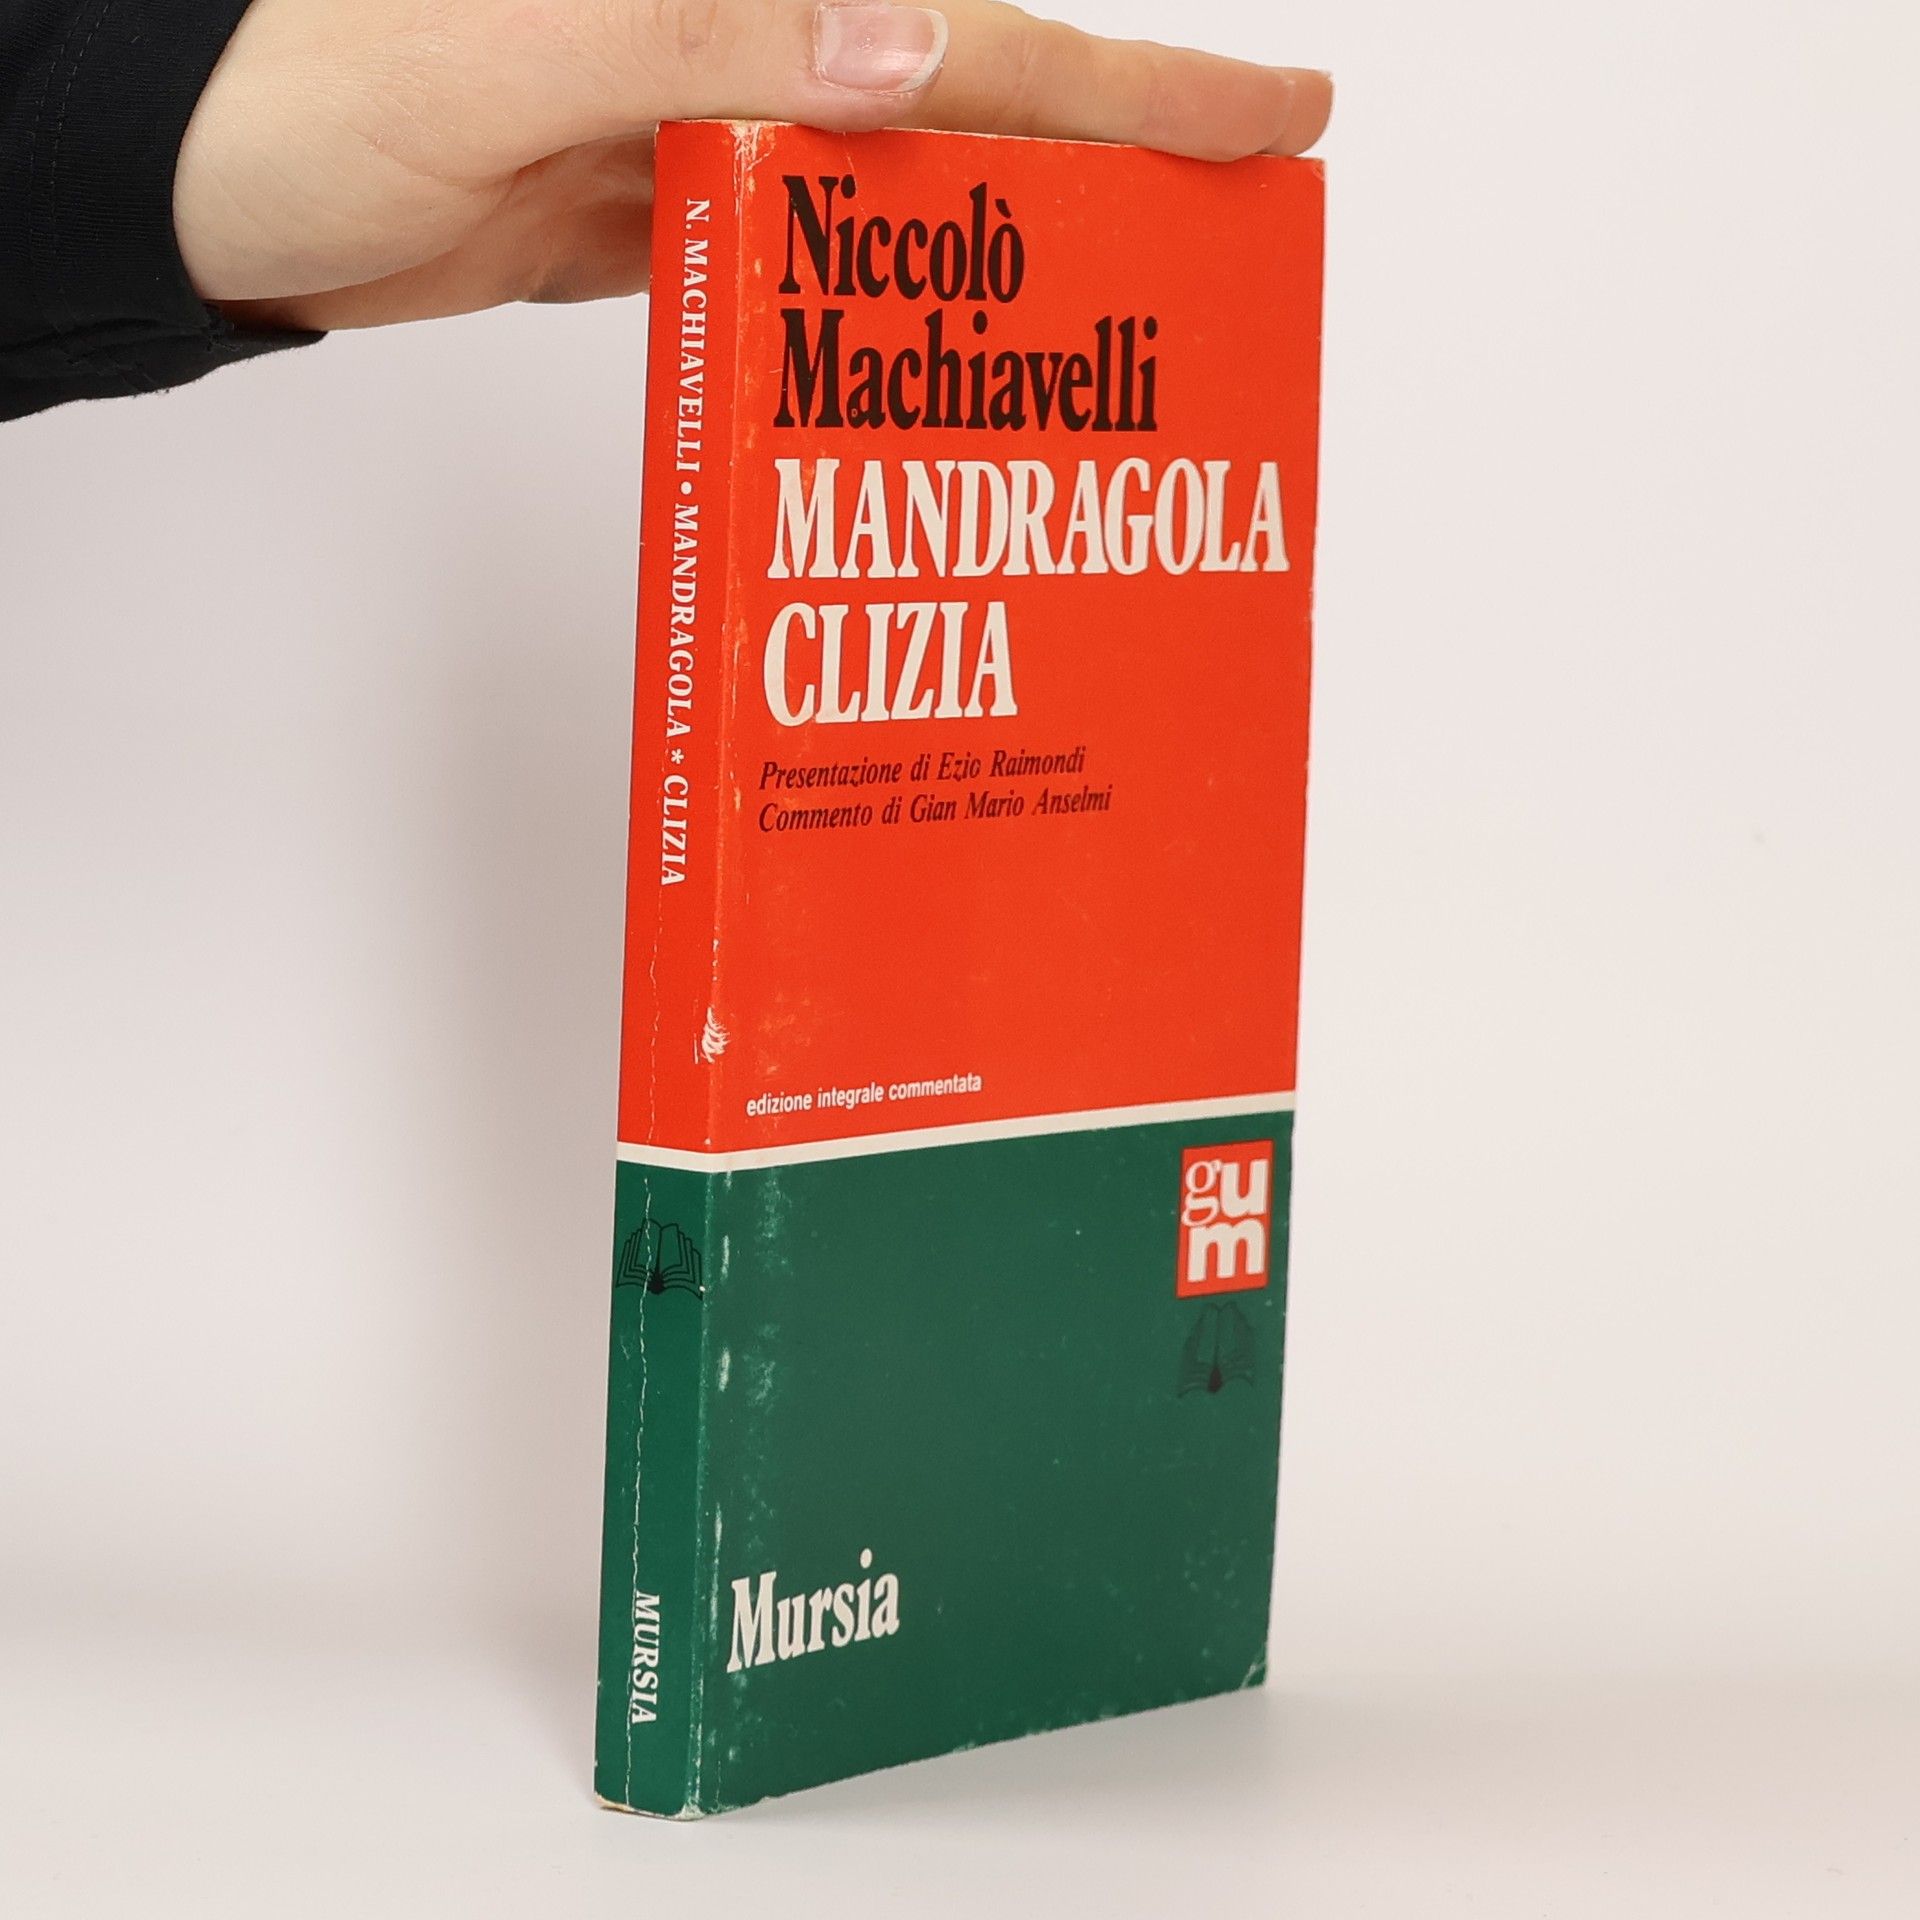 N. MACHIAVELLI • MANDRAGOLA * CLIZIA
MURSIA
Niccolò
Machiavelli
MANDRAGOLA
CLIZIA
Presentazione di Ezio Raimondi
Commento di Gian Mario Anselmi
edizione integrale commentata
gu
m
Mursia